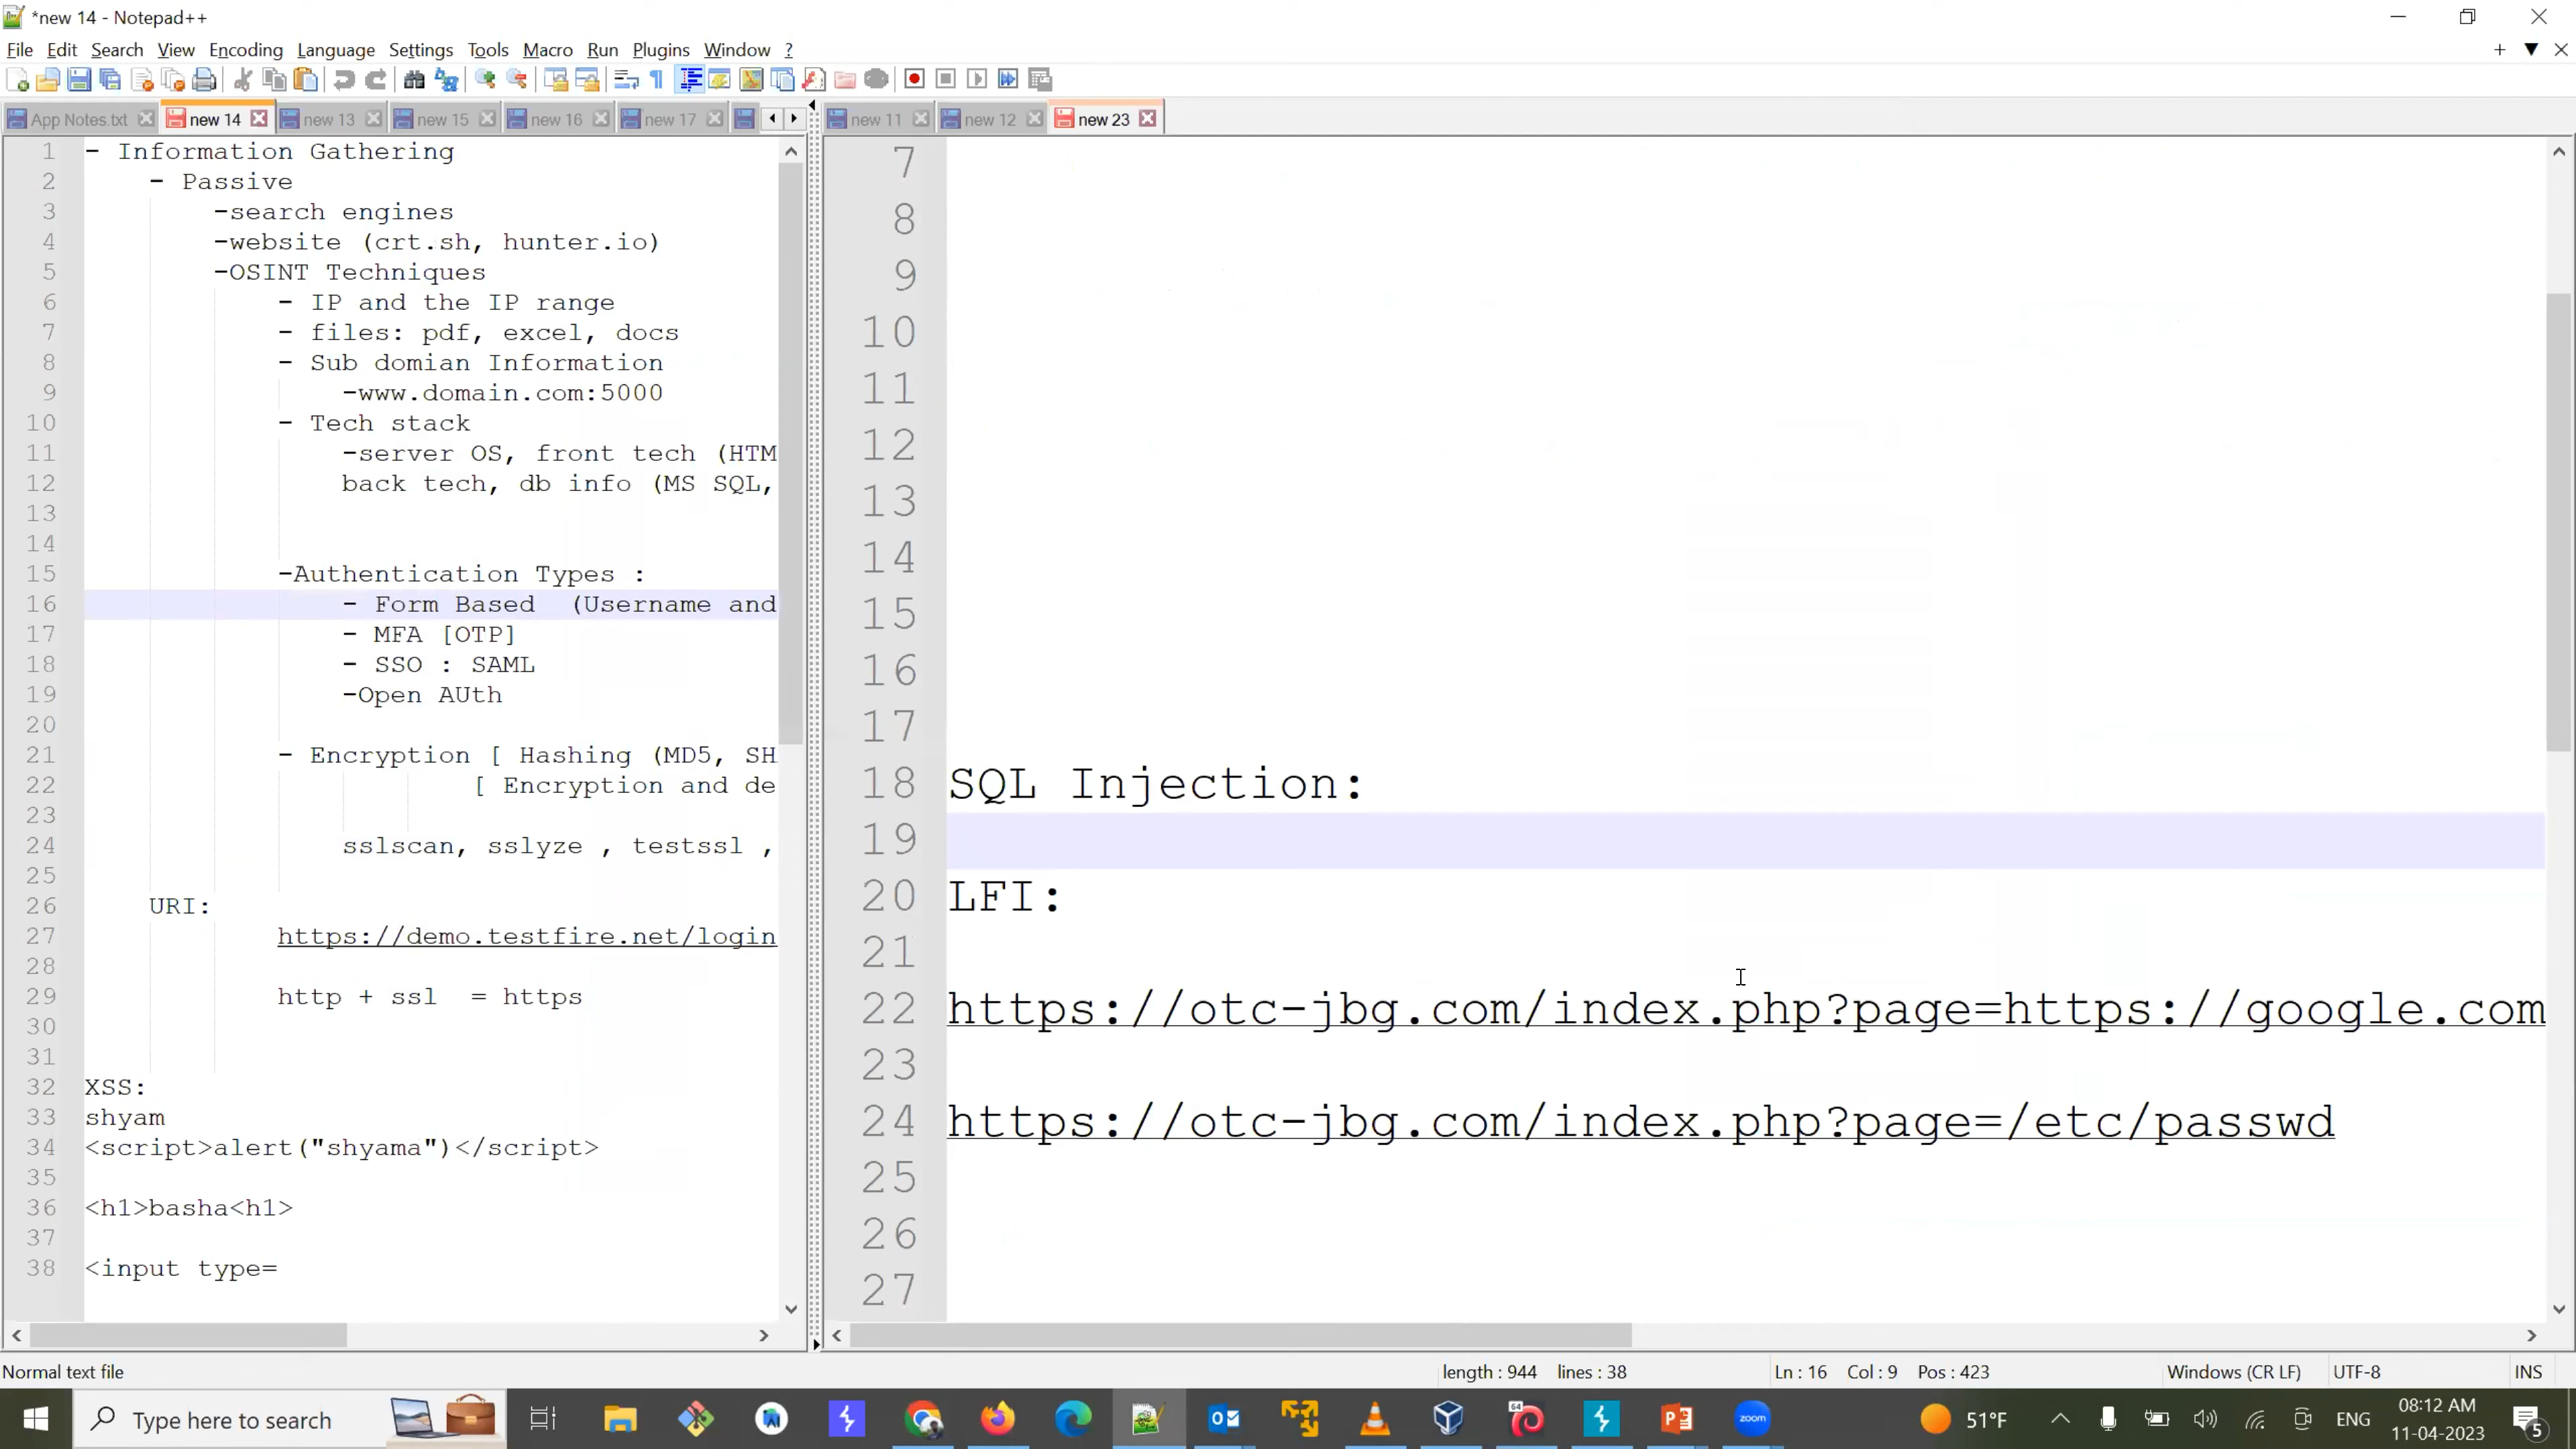 *new 14 - Notepad++
File Edit Search View Encoding Language Settings Tools Macro Run Plugins Window ?
App Notes.txt new 14 new 13 new 15 new 16 new 17
new 11 new 12 new 23
1 - Information Gathering
2 - Passive
3 -search engines
4 -website (crt.sh, hunter.io)
5 -OSINT Techniques
6 - IP and the IP range
7 - files: pdf, excel, docs
8 - Sub domian Information
9 -www.domain.com:5000
10 - Tech stack
11 -server OS, front tech (HTM
12 back tech, db info (MS SQL,
13
14
15 -Authentication Types :
16 - Form Based (Username and
17 - MFA [OTP]
18 - SSO : SAML
19 -Open AUth
20
21 - Encryption [ Hashing (MD5, SH
22 [ Encryption and de
23
24 sslscan, sslyze , testssl ,
25
26 URI:
27 https://demo.testfire.net/login
28
29 http + ssl = https
30
31
32 XSS:
33 shyam
34 <script>alert("shyama")</script>
35
36 <h1>basha<h1>
37
38 <input type=
7
8
9
10
11
12
13
14
15
16
17
18 SQL Injection:
19
20 LFI:
21
22 https://otc-jbg.com/index.php?page=https://google.com
23
24 https://otc-jbg.com/index.php?page=/etc/passwd
25
26
27
Normal text file length : 944 lines : 38 Ln : 16 Col : 9 Pos : 423 Windows (CR LF) UTF-8 INS
Type here to search
zoom
51°F
ENG
08:12 AM
11-04-2023
5